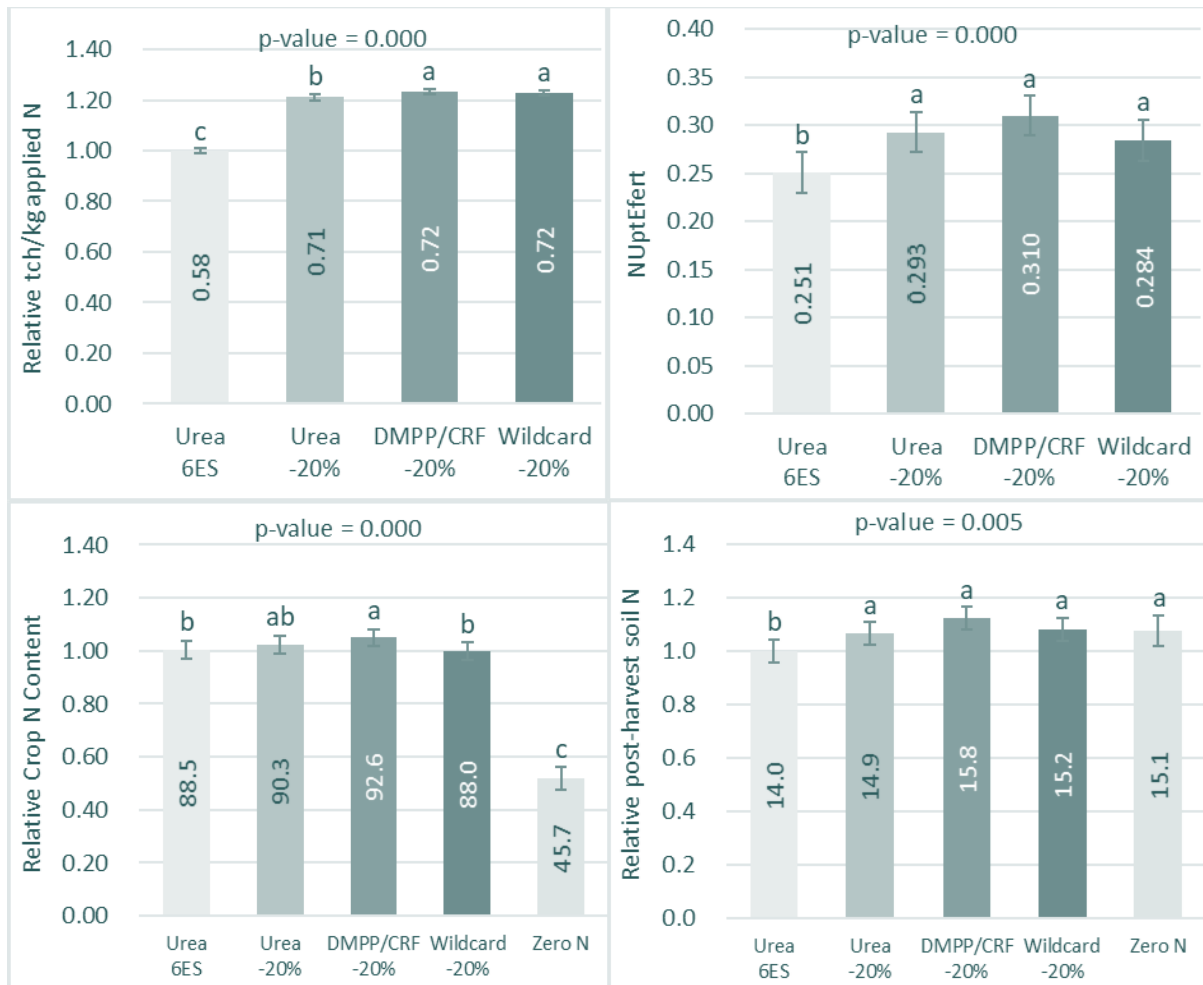 p-value = 0.000
Relative tch/kg applied N
1.40
1.20
1.00
0.80
0.60
0.40
0.20
0.00
c
b
a
a
0.58
0.71
0.72
0.72
Urea
6ES
Urea
-20%
DMPP/CRF
-20%
Wildcard
-20%
p-value = 0.000
NUptEfert
0.40
0.35
0.30
0.25
0.20
0.15
0.10
0.05
0.00
b
a
a
a
0.251
0.293
0.310
0.284
Urea
6ES
Urea
-20%
DMPP/CRF
-20%
Wildcard
-20%
p-value = 0.000
Relative Crop N Content
1.40
1.20
1.00
0.80
0.60
0.40
0.20
0.00
b
ab
a
b
c
88.5
90.3
92.6
88.0
45.7
Urea
6ES
Urea
-20%
DMPP/CRF
-20%
Wildcard
-20%
Zero N
p-value = 0.005
Relative post-harvest soil N
1.4
1.2
1.0
0.8
0.6
0.4
0.2
0.0
b
a
a
a
a
14.0
14.9
15.8
15.2
15.1
Urea
6ES
Urea
-20%
DMPP/CRF
-20%
Wildcard
-20%
Zero N